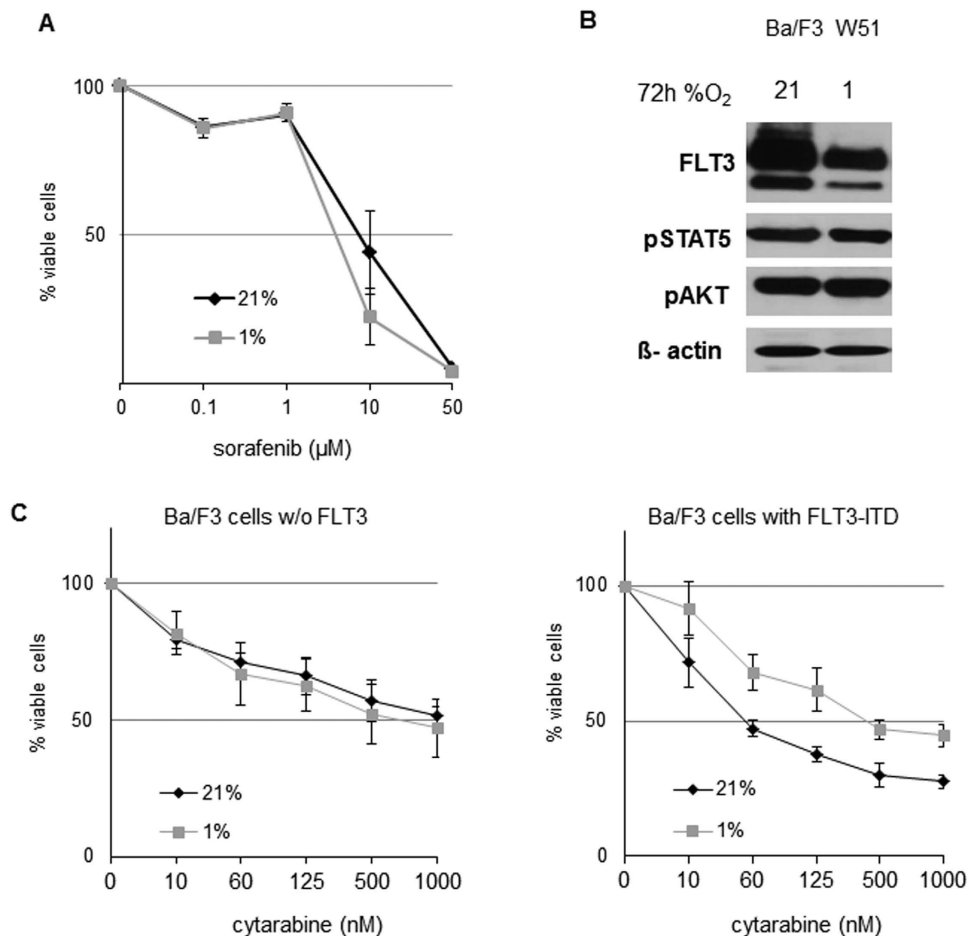 A
100
50
% viable cells
21%
1%
0 0.1 1 10 50
sorafenib (µM)
B
Ba/F3 W51
72h %O2 21 1
FLT3
pSTAT5
pAKT
ß- actin
C
Ba/F3 cells w/o FLT3
100
50
0
% viable cells
21%
1%
0 10 60 125 500 1000
cytarabine (nM)
Ba/F3 cells with FLT3-ITD
100
50
0
% viable cells
21%
1%
0 10 60 125 500 1000
cytarabine (nM)